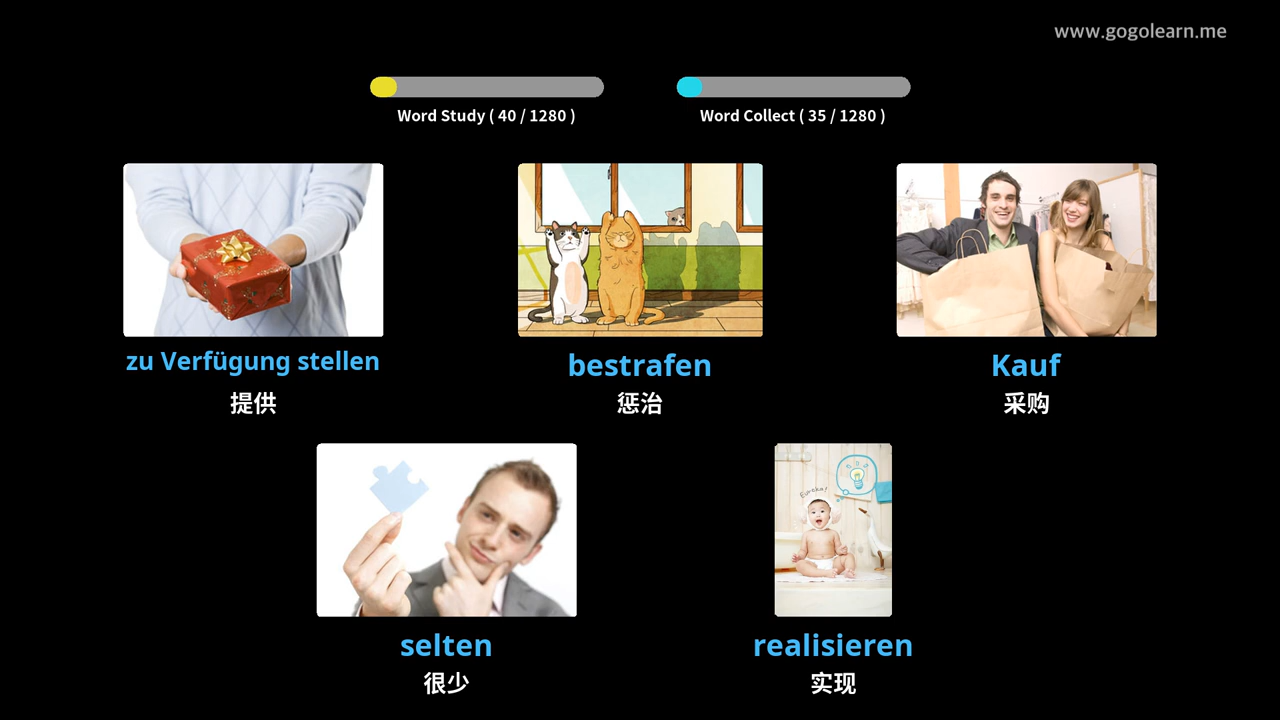 www.gogolearn.me
Word Study ( 40 / 1280 )
Word Collect ( 35 / 1280 )
zu Verfügung stellen
提供
bestrafen
惩治
Kauf
采购
Eureka!
selten
很少
realisieren
实现